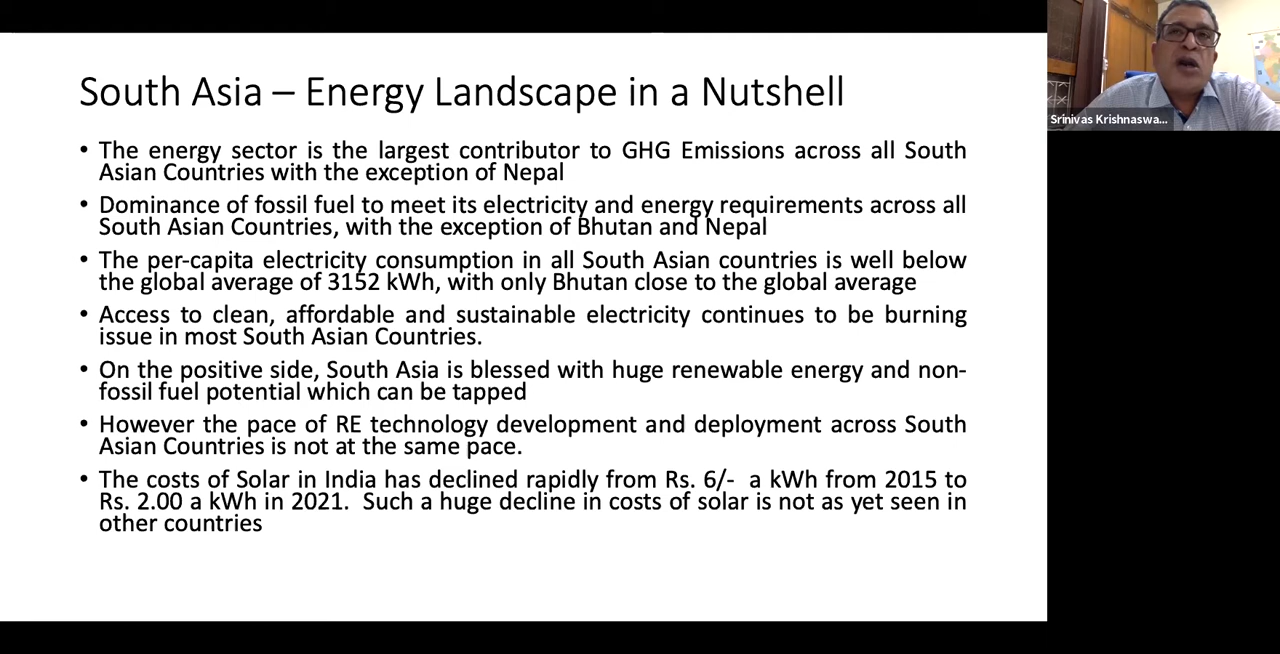 South Asia – Energy Landscape in a Nutshell
• The energy sector is the largest contributor to GHG Emissions across all South
Asian Countries with the exception of Nepal
• Dominance of fossil fuel to meet its electricity and energy requirements across all
South Asian Countries, with the exception of Bhutan and Nepal
• The per-capita electricity consumption in all South Asian countries is well below
the global average of 3152 kWh, with only Bhutan close to the global average
• Access to clean, affordable and sustainable electricity continues to be burning
issue in most South Asian Countries.
• On the positive side, South Asia is blessed with huge renewable energy and non-
fossil fuel potential which can be tapped
• However the pace of RE technology development and deployment across South
Asian Countries is not at the same pace.
• The costs of Solar in India has declined rapidly from Rs. 6/- a kWh from 2015 to
Rs. 2.00 a kWh in 2021. Such a huge decline in costs of solar is not as yet seen in
other countries
Srinivas Krishnaswa...